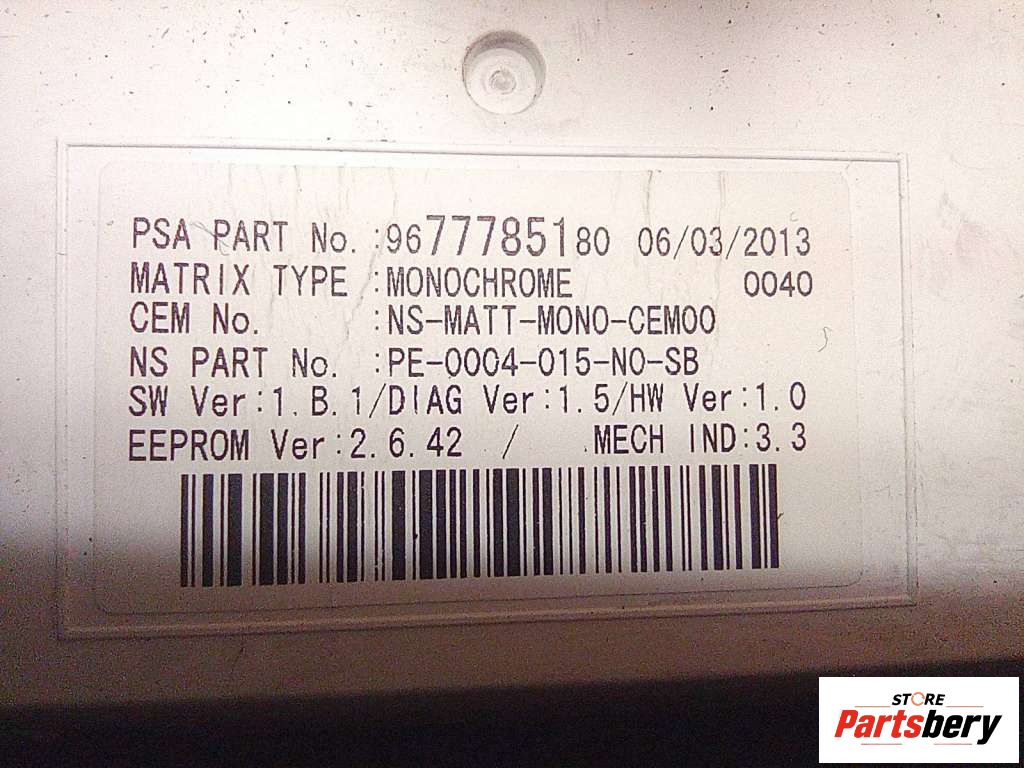 PSA PART No. :9677785180 06/03/2013
MATRIX TYPE :MONOCHROME 0040
CEM No. :NS-MATT-MONO-CEM00
NS PART No. :PE-0004-015-N0-SB
SW Ver:1.B.1/DIAG Ver:1.5/HW Ver:1.0
EEPROM Ver:2.6.42 / MECH IND:3.3
STORE
Partsbery